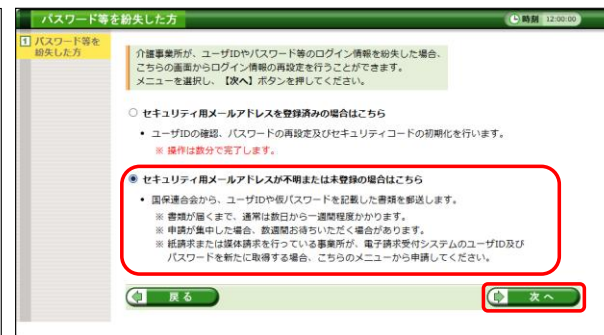 パスワード等を紛失した方
時刻 12:00:00
1 パスワード等を
紛失した方
介護事業所が、ユーザIDやパスワード等のログイン情報を紛失した場合、
こちらの画面からログイン情報の再設定を行うことができます。
メニューを選択し、【次へ】ボタンを押してください。
セキュリティ用メールアドレスを登録済みの場合はこちら
• ユーザIDの確認、パスワードの再設定及びセキュリティコードの初期化を行います。
※ 操作は数分で完了します。
セキュリティ用メールアドレスが不明または未登録の場合はこちら
• 国保連合会から、ユーザIDや仮パスワードを記載した書類を郵送します。
※ 書類が届くまで、通常は数日から一週間程度かかります。
※ 申請が集中した場合、数週間お待ちいただく場合があります。
※ 紙請求または媒体請求を行っている事業所が、電子請求受付システムのユーザID及び
パスワードを新たに取得する場合、こちらのメニューから申請してください。
戻る
次へ